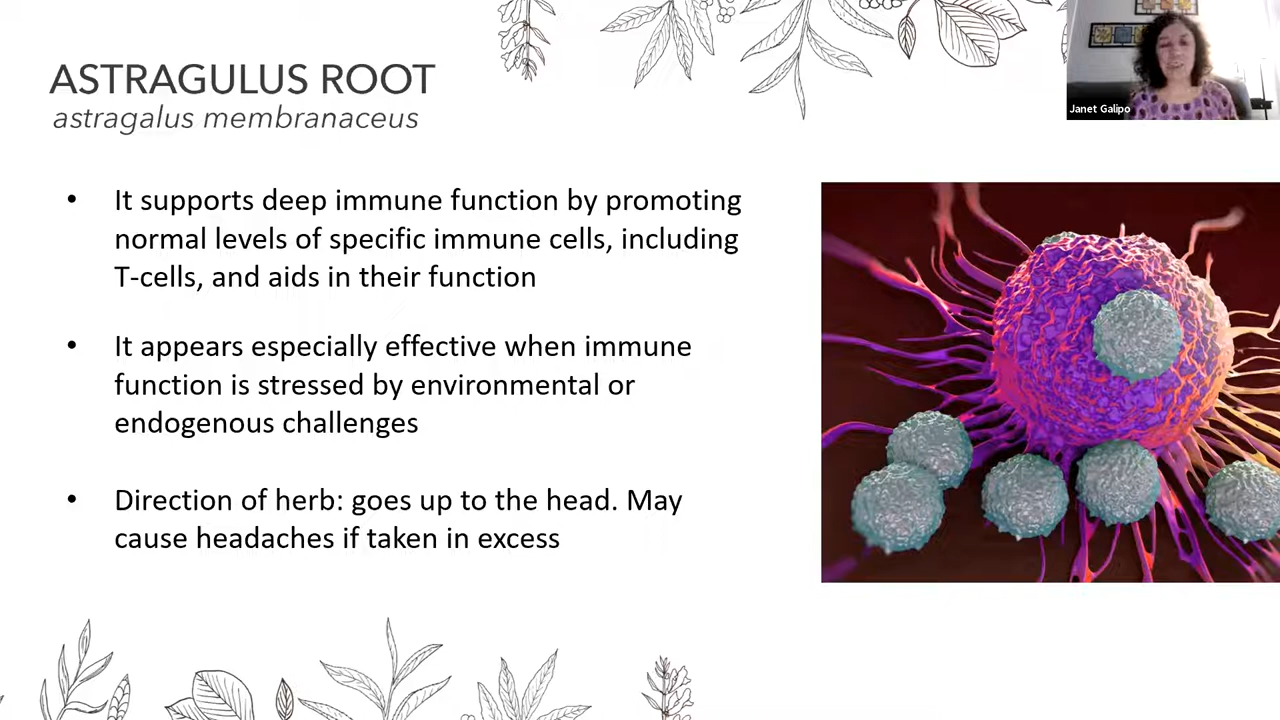 ASTRAGULUS ROOT
astragalus membranaceus
Janet Galipo
• It supports deep immune function by promoting
normal levels of specific immune cells, including
T-cells, and aids in their function
• It appears especially effective when immune
function is stressed by environmental or
endogenous challenges
• Direction of herb: goes up to the head. May
cause headaches if taken in excess